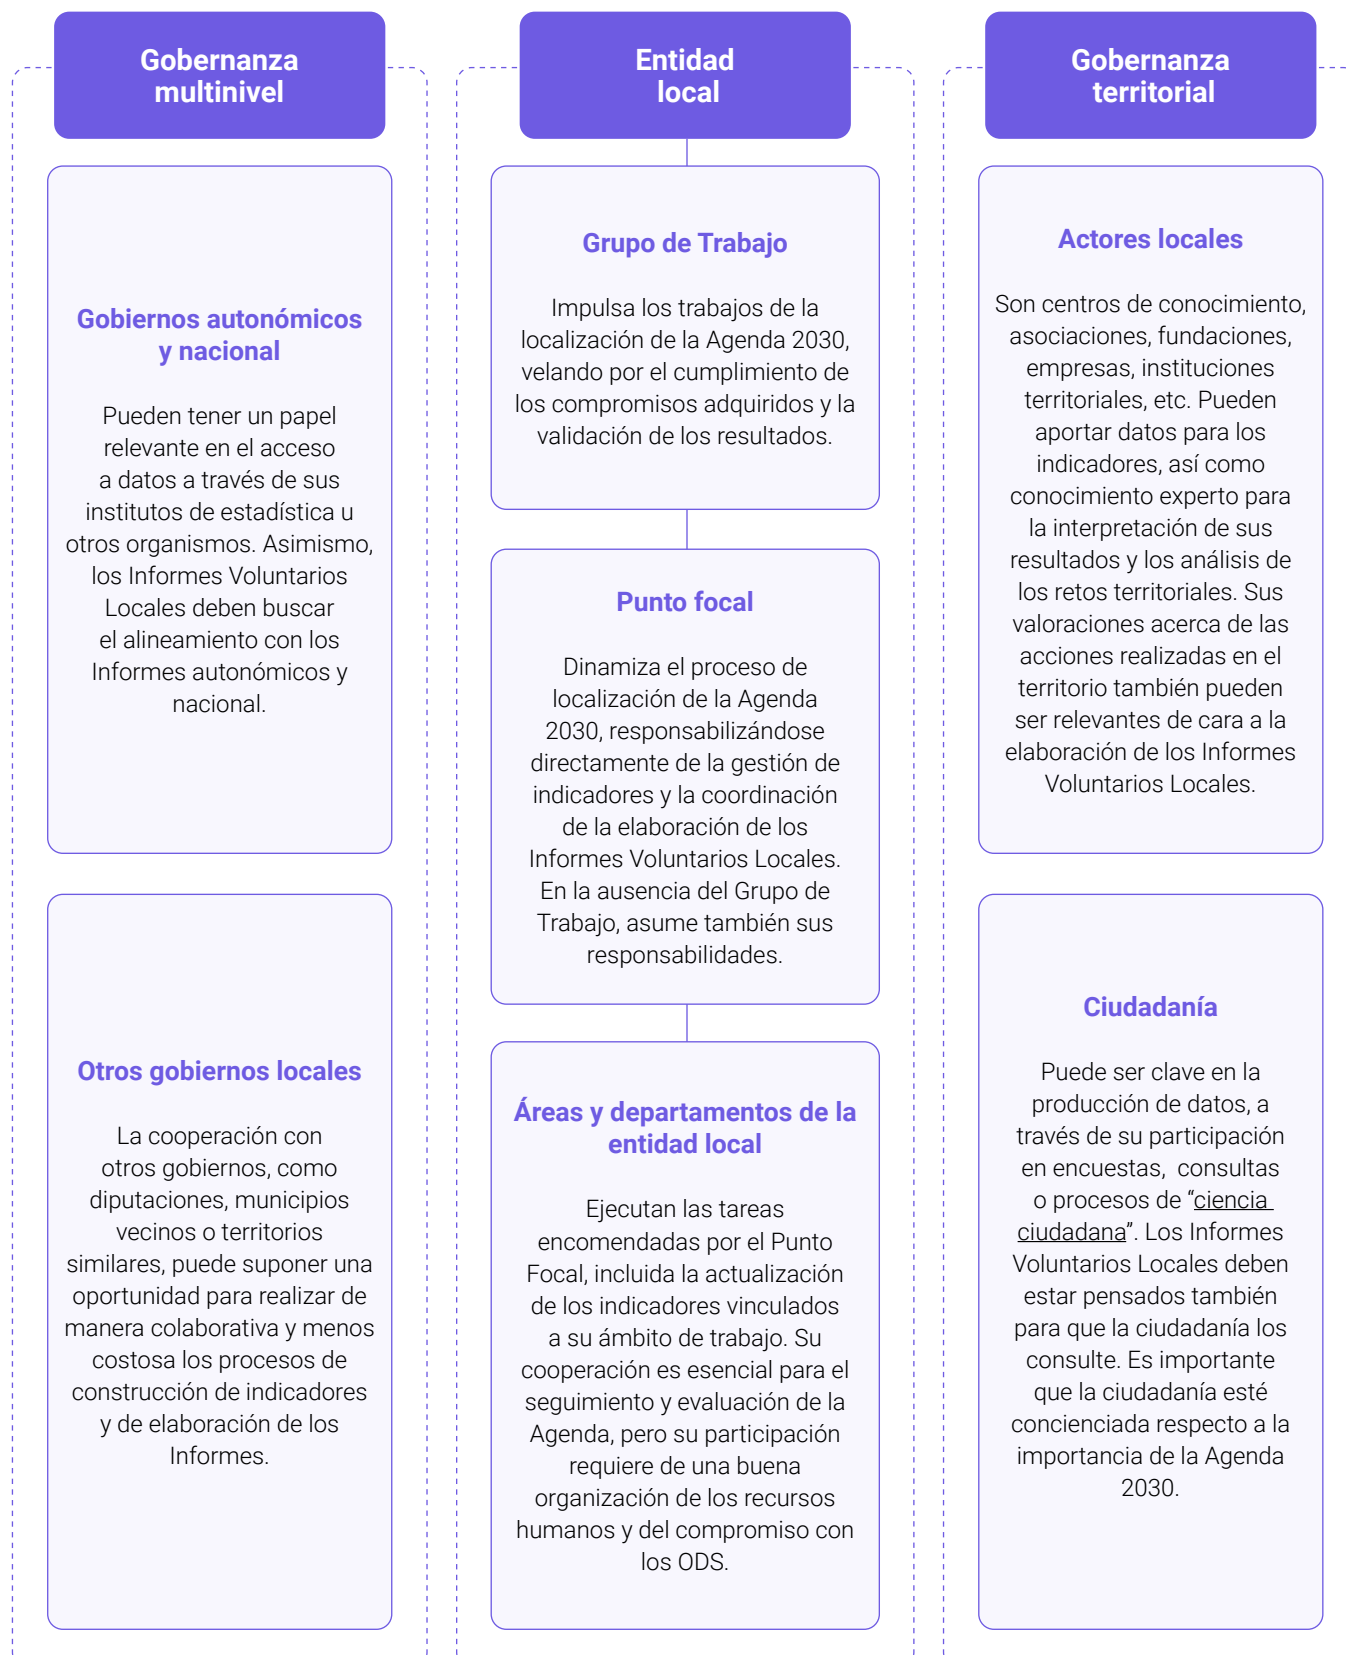 Gobernanza
multinivel
Gobiernos autonómicos
y nacional
Pueden tener un papel
relevante en el acceso
a datos a través de sus
institutos de estadística u
otros organismos. Asimismo,
los Informes Voluntarios
Locales deben buscar
el alineamiento con los
Informes autonómicos y
nacional.
Otros gobiernos locales
La cooperación con
otros gobiernos, como
diputaciones, municipios
vecinos o territorios
similares, puede suponer una
oportunidad para realizar de
manera colaborativa y menos
costosa los procesos de
construcción de indicadores
y de elaboración de los
Informes.
Entidad
local
Grupo de Trabajo
Impulsa los trabajos de la
localización de la Agenda 2030,
velando por el cumplimiento de
los compromisos adquiridos y la
validación de los resultados.
Punto focal
Dinamiza el proceso de
localización de la Agenda
2030, responsabilizándose
directamente de la gestión de
indicadores y la coordinación
de la elaboración de los
Informes Voluntarios Locales.
En la ausencia del Grupo de
Trabajo, asume también sus
responsabilidades.
Áreas y departamentos de la
entidad local
Ejecutan las tareas
encomendadas por el Punto
Focal, incluida la actualización
de los indicadores vinculados
a su ámbito de trabajo. Su
cooperación es esencial para el
seguimiento y evaluación de la
Agenda, pero su participación
requiere de una buena
organización de los recursos
humanos y del compromiso con
los ODS.
Gobernanza
territorial
Actores locales
Son centros de conocimiento,
asociaciones, fundaciones,
empresas, instituciones
territoriales, etc. Pueden
aportar datos para los
indicadores, así como
conocimiento experto para
la interpretación de sus
resultados y los análisis de
los retos territoriales. Sus
valoraciones acerca de las
acciones realizadas en el
territorio también pueden
ser relevantes de cara a la
elaboración de los Informes
Voluntarios Locales.
Ciudadanía
Puede ser clave en la
producción de datos, a
través de su participación
en encuestas, consultas
o procesos de “ciencia
ciudadana”. Los Informes
Voluntarios Locales deben
estar pensados también
para que la ciudadanía los
consulte. Es importante
que la ciudadanía esté
concienciada respecto a la
importancia de la Agenda
2030.